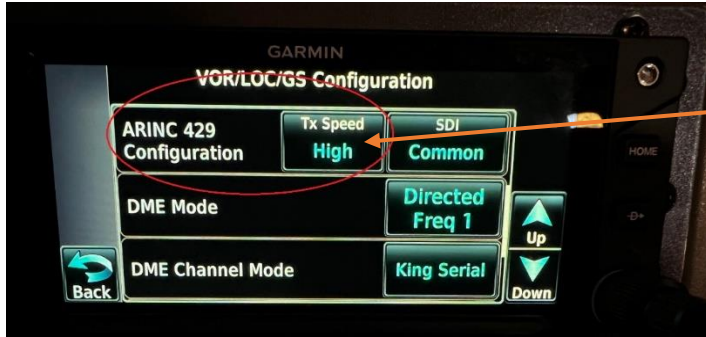 GARMIN
VOR/LOC/GS Configuration
ARINC 429
Configuration
Tx Speed
High
SDI
Common
DME Mode
Directed
Freq 1
Up
DME Channel Mode
King Serial
Back
Down
HOME
-D→